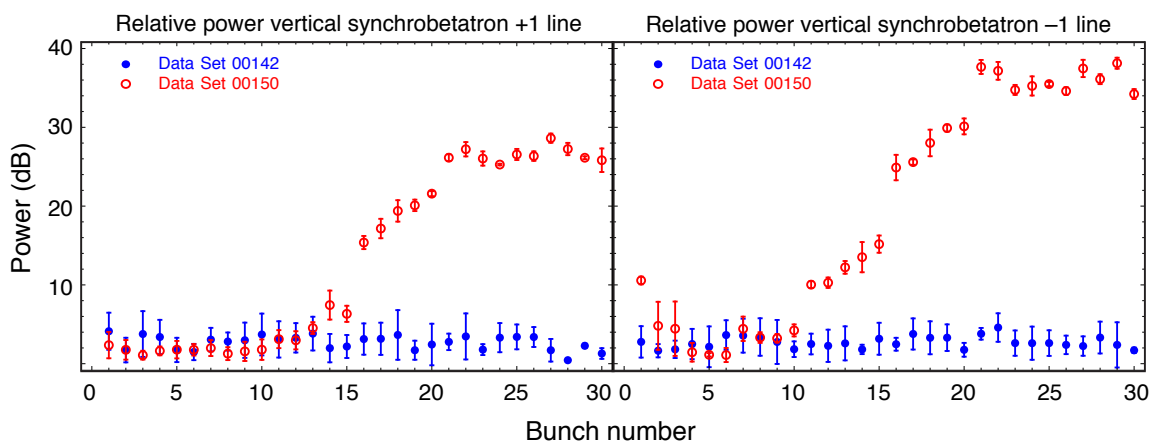 Relative power vertical synchrobetatron +1 line
Relative power vertical synchrobetatron –1 line
40
30
20
10
Power (dB)
Data Set 00142
Data Set 00150
Data Set 00142
Data Set 00150
0 5 10 15 20 25 30
0 5 10 15 20 25 30
Bunch number